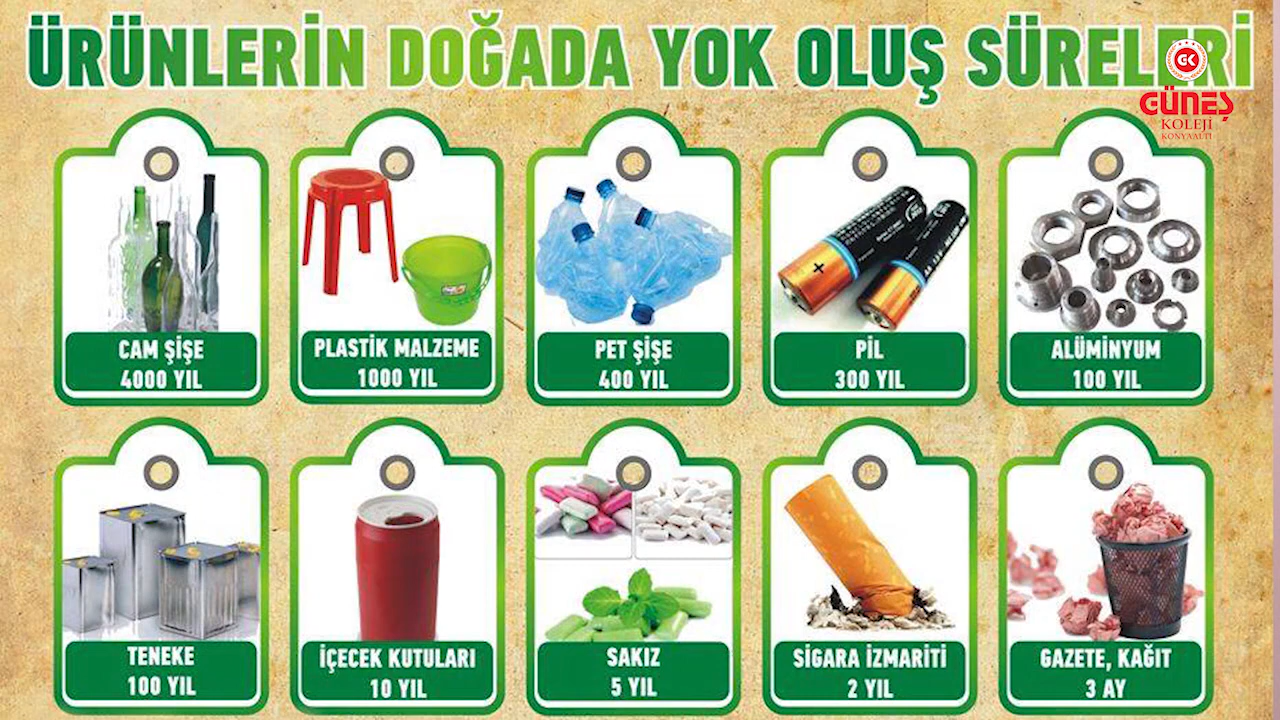 ÜRÜNLERİN DOĞADA YOK OLUŞ SÜRELERİ
GK
GÜNEŞ
KOLEJİ
KONYAALTI
CAM ŞİŞE
4000 YIL
PLASTİK MALZEME
1000 YIL
PET ŞİŞE
400 YIL
PİL
300 YIL
ALÜMİNYUM
100 YIL
TENEKE
100 YIL
İÇECEK KUTULARI
10 YIL
SAKIZ
5 YIL
SİGARA İZMARİTİ
2 YIL
GAZETE, KAĞIT
3 AY